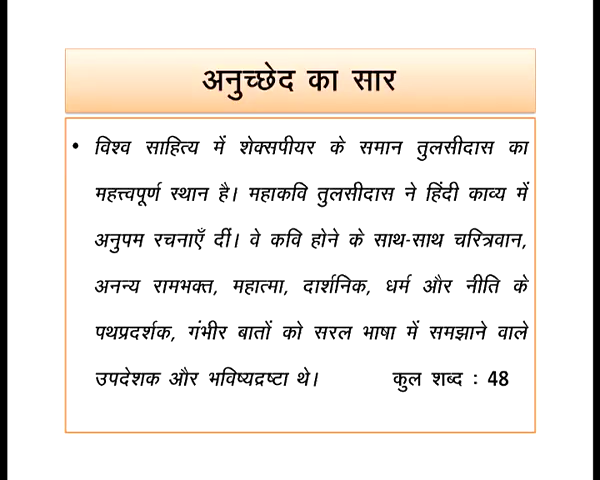 अनुच्छेद का सार
• विश्व साहित्य में शेक्सपीयर के समान तुलसीदास का
महत्त्वपूर्ण स्थान है। महाकवि तुलसीदास ने हिंदी काव्य में
अनुपम रचनाएँ दीं। वे कवि होने के साथ-साथ चरित्रवान,
अनन्य रामभक्त, महात्मा, दार्शनिक, धर्म और नीति के
पथप्रदर्शक, गंभीर बातों को सरल भाषा में समझाने वाले
उपदेशक और भविष्यद्रष्टा थे। कुल शब्द : 48